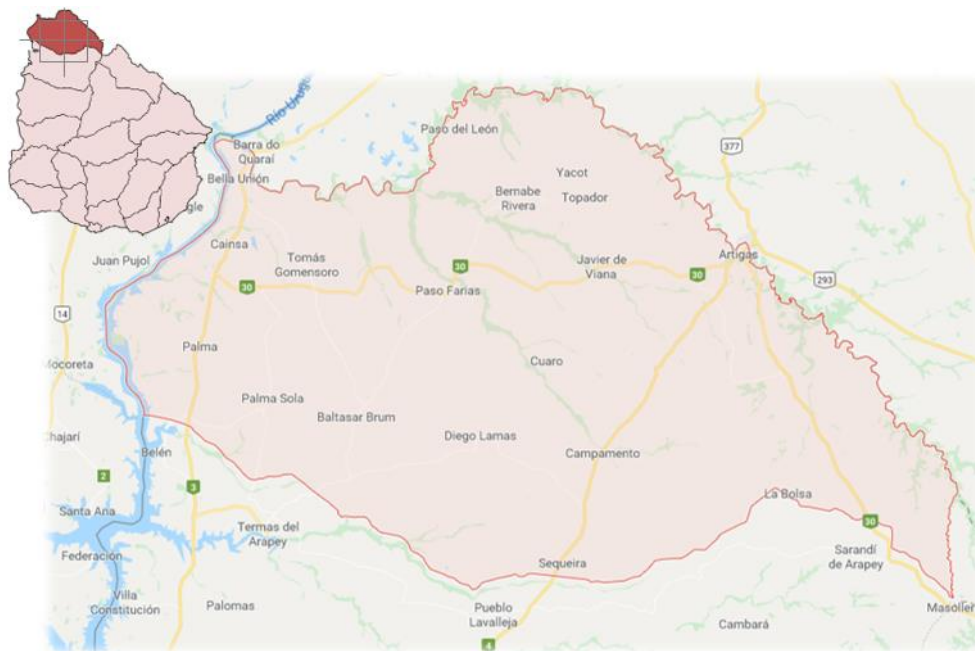 Río Urug
Paso del León
377
Barra do
Quaraí
Bella Unión
Yacot
Bernabe
Rivera
Topador
gle
Cainsa
Juan Pujol
Tomás
Gomensoro
Javier de
Viana
Artigas
30
30
30
293
Paso Farias
14
Palma
Mocoreta
Cuaro
Palma Sola
Baltasar Brum
Diego Lamas
Chajarí
Belén
Campamento
2
3
La Bolsa
Santa Ana
30
Termas del
Arapey
Federación
Sarandí
de Arapey
Sequeira
Villa
Constitución
Palomas
Pueblo
Lavalleja
Masoller
Cambará
4